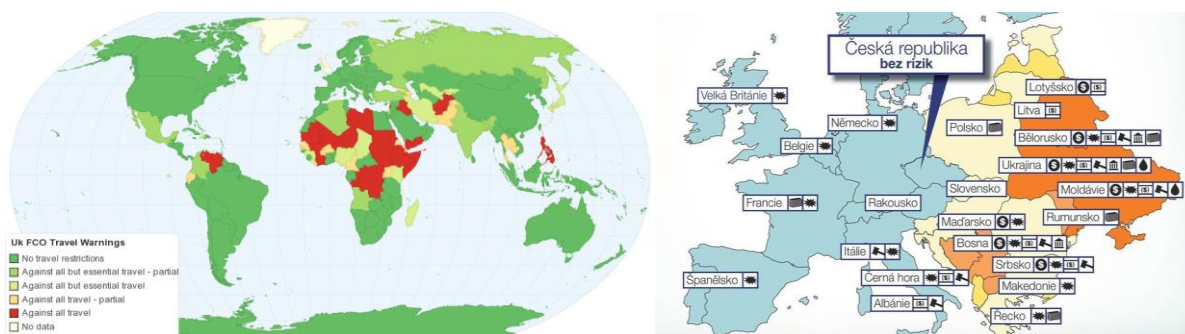 Uk FCO Travel Warnings
No travel restrictions
Against all but essential travel - partial
Against all but essential travel
Against all travel - partial
Against all travel
No data
Česká republika
bez rizik
Velká Británie
Německo
Belgie
Francie
Španělsko
Itálie
Rakousko
Polsko
Lotyšsko
Litva
Bělorusko
Ukrajina
Slovensko
Moldávie
Maďarsko
Rumunsko
Bosna
Srbsko
Černá hora
Makedonie
Albánie
Řecko